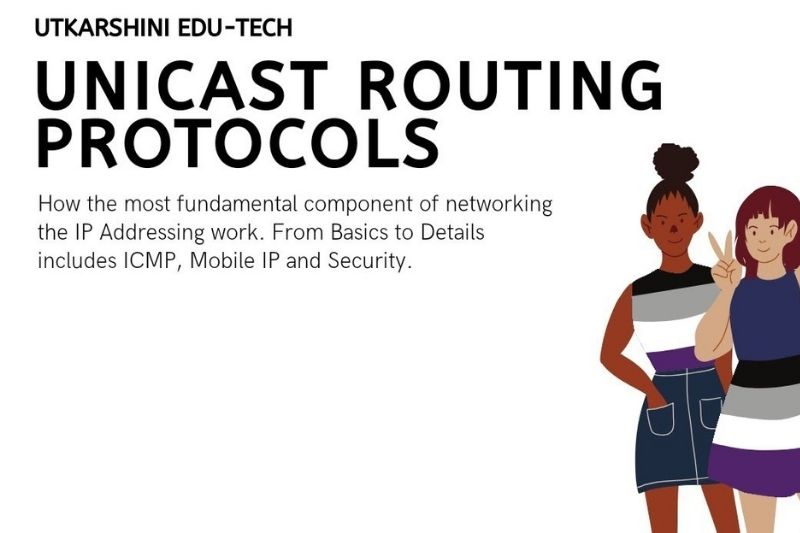 UTKARSHINI EDU-TECH
UNICAST ROUTING
PROTOCOLS
How the most fundamental component of networking
the IP Addressing work. From Basics to Details
includes ICMP, Mobile IP and Security.